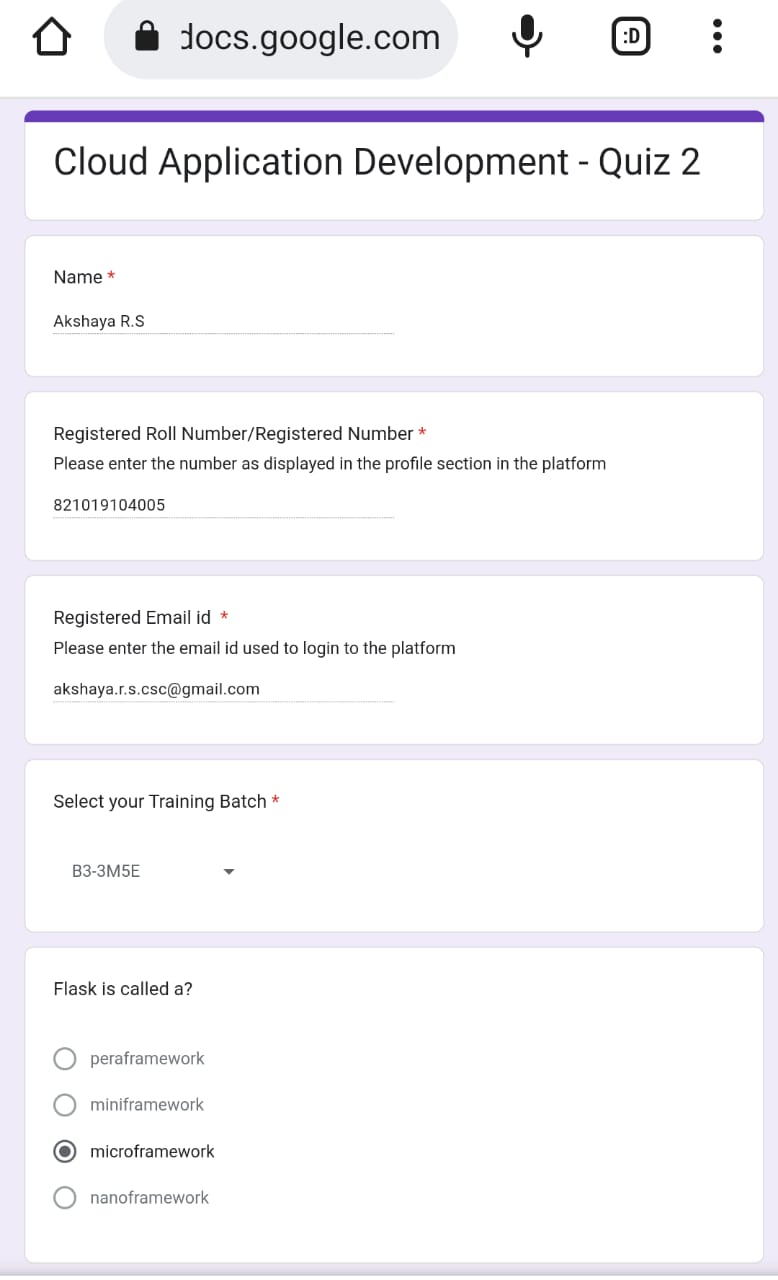 docs.google.com
:D
Cloud Application Development - Quiz 2
Name *
Akshaya R.S
Registered Roll Number/Registered Number *
Please enter the number as displayed in the profile section in the platform
821019104005
Registered Email id *
Please enter the email id used to login to the platform
akshaya.r.s.csc@gmail.com
Select your Training Batch *
B3-3M5E
Flask is called a?
peraframework
miniframework
microframework
nanoframework